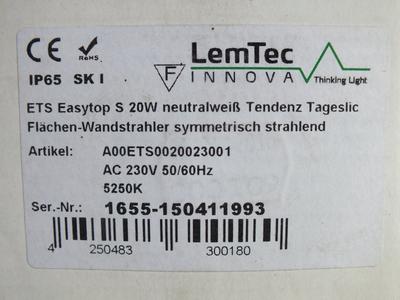 CE RoHS
IP65 SK I
F
LemTec
INNOVA
Thinking Light
ETS Easytop S 20W neutralweiß Tendenz Tageslic
Flächen-Wandstrahler symmetrisch strahlend
Artikel: A00ETS0020023001
AC 230V 50/60Hz
5250K
Ser.-Nr.: 1655-150411993
4 250483 300180